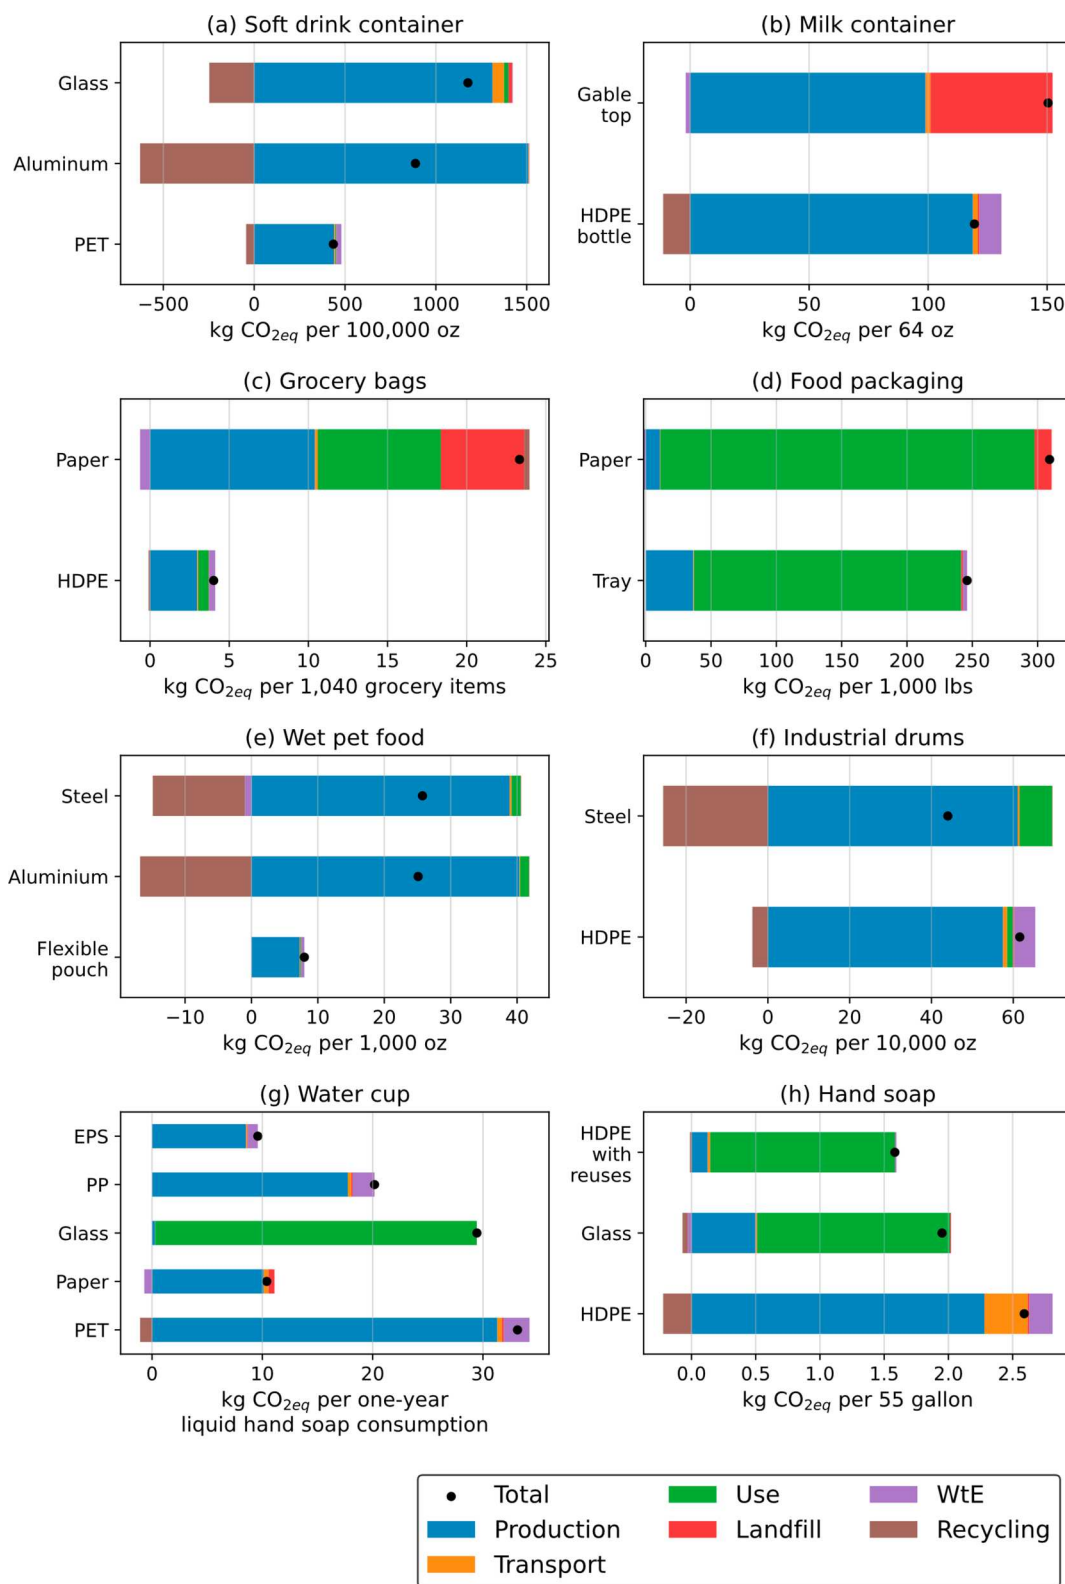 (a) Soft drink container
Glass
Aluminum
PET
−500 0 500 1000 1500
kg CO2eq per 100,000 oz
(b) Milk container
Gable
top
HDPE
bottle
0 50 100 150
kg CO2eq per 64 oz
(c) Grocery bags
Paper
HDPE
0 5 10 15 20 25
kg CO2eq per 1,040 grocery items
(d) Food packaging
Paper
Tray
0 50 100 150 200 250 300
kg CO2eq per 1,000 lbs
(e) Wet pet food
Steel
Aluminium
Flexible
pouch
−10 0 10 20 30 40
kg CO2eq per 1,000 oz
(f) Industrial drums
Steel
HDPE
−20 0 20 40 60
kg CO2eq per 10,000 oz
(g) Water cup
EPS
PP
Glass
Paper
PET
0 10 20 30
kg CO2eq per one-year
liquid hand soap consumption
(h) Hand soap
HDPE
with
reuses
Glass
HDPE
0.0 0.5 1.0 1.5 2.0 2.5
kg CO2eq per 55 gallon
Total Use WtE
Production Landfill Recycling
Transport